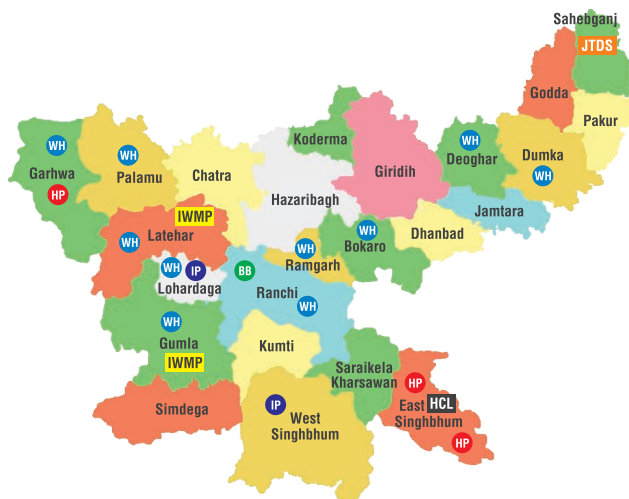 Sahebganj
JTDS
Godda
Pakur
Koderma
WH
Deoghar
WH
Dumka
WH
Garhwa
HP
WH
Palamu
Chatra
Giridih
Hazaribagh
Jamtara
IWMP
WH
Latehar
WH
Bokaro
Dhanbad
WH
Ramgarh
WH
IP
Lohardaga
BB
Ranchi
WH
WH
Gumla
IWMP
Kumti
Saraikela
Kharsawan
Simdega
IP
West
Singhbhum
HP
East
HCL
Singhbhum
HP